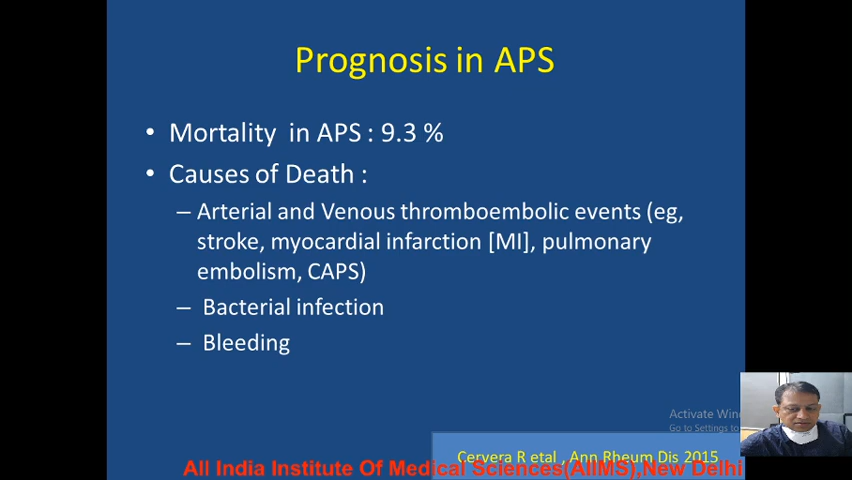 Prognosis in APS
• Mortality in APS : 9.3 %
• Causes of Death :
– Arterial and Venous thromboembolic events (eg,
stroke, myocardial infarction [MI], pulmonary
embolism, CAPS)
– Bacterial infection
– Bleeding
Activate Win
Go to Settings to
Cervera R etal , Ann Rheum Dis 2015
All India Institute Of Medical Sciences(AIIMS),New Delhi